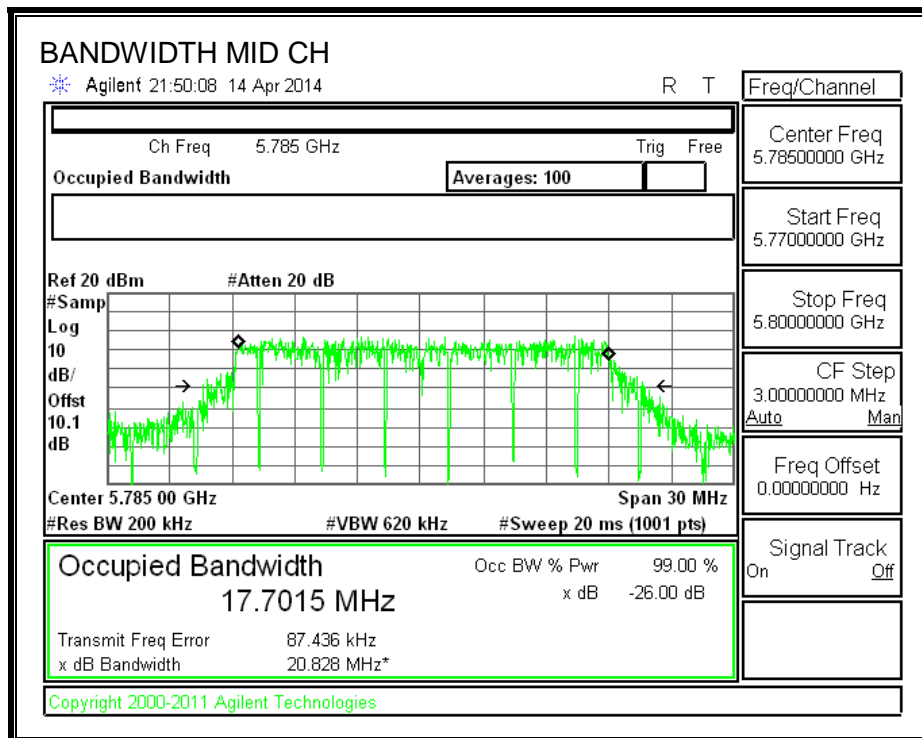 BANDWIDTH MID CH
Agilent 21:50:08 14 Apr 2014 R T
Freq/Channel
Ch Freq 5.785 GHz Trig Free
Occupied Bandwidth Averages: 100
Center Freq
5.78500000 GHz
Start Freq
5.77000000 GHz
Stop Freq
5.80000000 GHz
CF Step
3.00000000 MHz
Auto Man
Freq Offset
0.00000000 Hz
Signal Track
On Off
Ref 20 dBm #Atten 20 dB
#Samp
Log
10
dB/
Offst
10.1
dB
Center 5.785 00 GHz Span 30 MHz
#Res BW 200 kHz #VBW 620 kHz #Sweep 20 ms (1001 pts)
Occupied Bandwidth
17.7015 MHz
Occ BW % Pwr 99.00 %
x dB -26.00 dB
Transmit Freq Error 87.436 kHz
x dB Bandwidth 20.828 MHz*
Copyright 2000-2011 Agilent Technologies